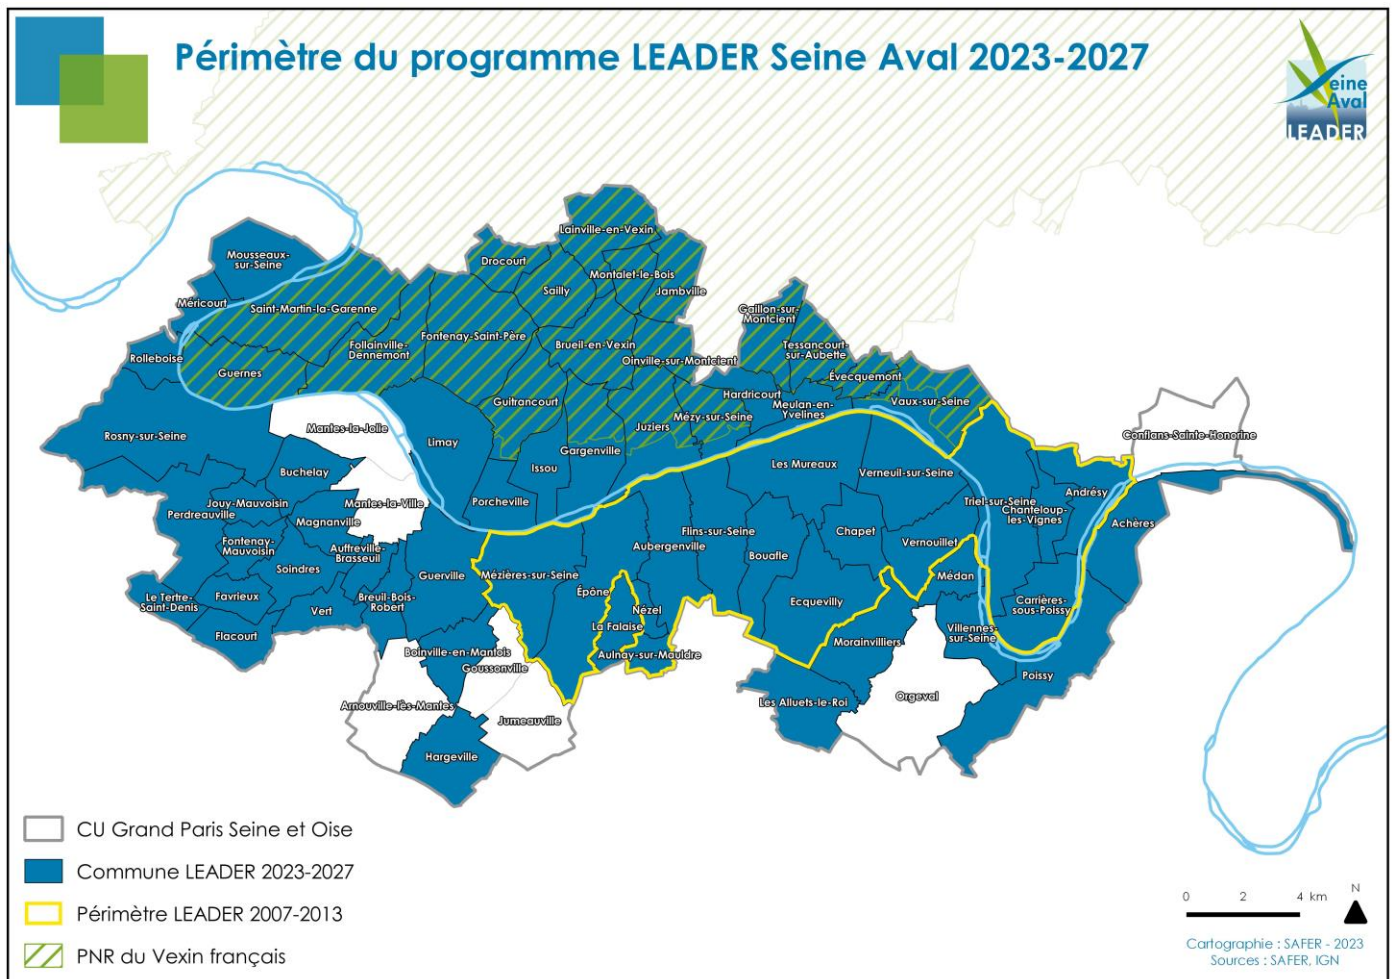 Périmètre du programme LEADER Seine Aval 2023-2027
Seine
Aval
LEADER
Lainville-en-Vexin
Mousseaux-
sur-Seine
Drocourt
Montalet-le-Bois
Sailly
Jambville
Méricourt
Saint-Martin-la-Garenne
Gaillon-sur-
Montcient
Fontenay-Saint-Père
Follainville-
Dennemont
Brueil-en-Vexin
Tessancourt-
sur-Aubette
Rolleboise
Oinville-sur-Montcient
Guernes
Évecquemont
Hardricourt
Guitrancourt
Meulan-en-
Yvelines
Vaux-sur-Seine
Mézy-sur-Seine
Juziers
Mantes-la-Jolie
Rosny-sur-Seine
Limay
Conflans-Sainte-Honorine
Gargenville
Issou
Les Mureaux
Buchelay
Verneuil-sur-Seine
Andrésy
Jouy-Mauvoisin
Mantes-la-Ville
Porcheville
Triel-sur-Seine
Perdreauville
Chanteloup-
les-Vignes
Magnanville
Achères
Flins-sur-Seine
Chapet
Fontenay-
Mauvoisin
Auffreville-
Brasseuil
Aubergenville
Vernouillet
Bouafle
Soindres
Guerville
Mézières-sur-Seine
Médan
Épône
Le Tertre-
Saint-Denis
Favrieux
Breuil-Bois-
Robert
Ecquevilly
Carrières-
sous-Poissy
Vert
Nézel
La Falaise
Villennes-
sur-Seine
Flacourt
Morainvilliers
Boinville-en-Mantois
Aulnay-sur-Mauldre
Goussonville
Poissy
Orgeval
Les Alluets-le-Roi
Arnouville-lès-Mantes
Jumeauville
Hargeville
CU Grand Paris Seine et Oise
Commune LEADER 2023-2027
Périmètre LEADER 2007-2013
PNR du Vexin français
0 2 4 km
N
Cartographie : SAFER - 2023
Sources : SAFER, IGN